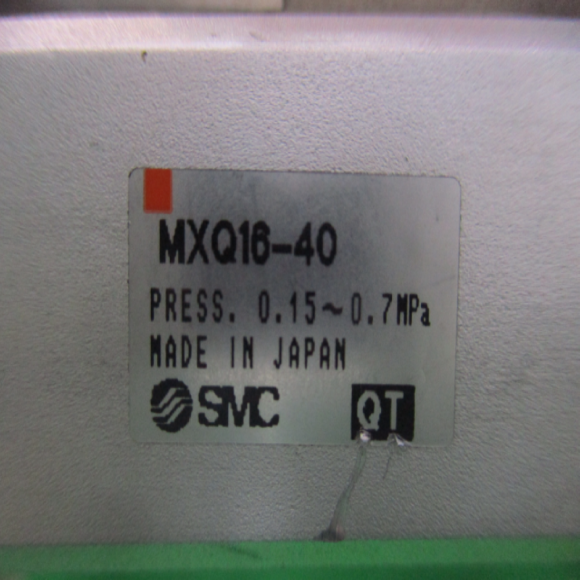 MXQ16-40
PRESS. 0.15~0.7MPa
MADE IN JAPAN
SMC QT